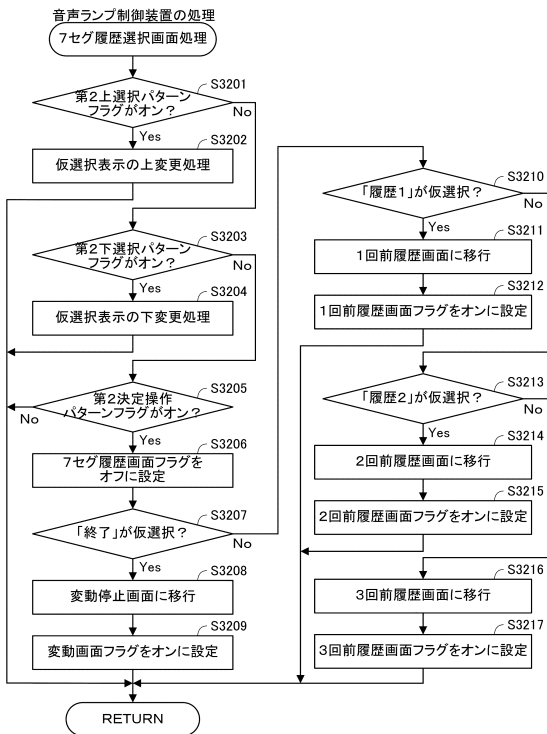 音声ランプ制御装置の処理
7セグ履歴選択画面処理
S3201
第2上選択パターン
フラグがオン？
No
Yes
S3202
仮選択表示の上変更処理
S3203
第2下選択パターン
フラグがオン？
No
Yes
S3204
仮選択表示の下変更処理
S3205
第2決定操作
パターンフラグがオン？
No
Yes
S3206
7セグ履歴画面フラグを
オフに設定
S3207
「終了」が仮選択？
No
Yes
S3208
変動停止画面に移行
S3209
変動画面フラグをオンに設定
RETURN
S3210
「履歴1」が仮選択？
No
Yes
S3211
1回前履歴画面に移行
S3212
1回前履歴画面フラグをオンに設定
S3213
「履歴2」が仮選択？
No
Yes
S3214
2回前履歴画面に移行
S3215
2回前履歴画面フラグをオンに設定
S3216
3回前履歴画面に移行
S3217
3回前履歴画面フラグをオンに設定